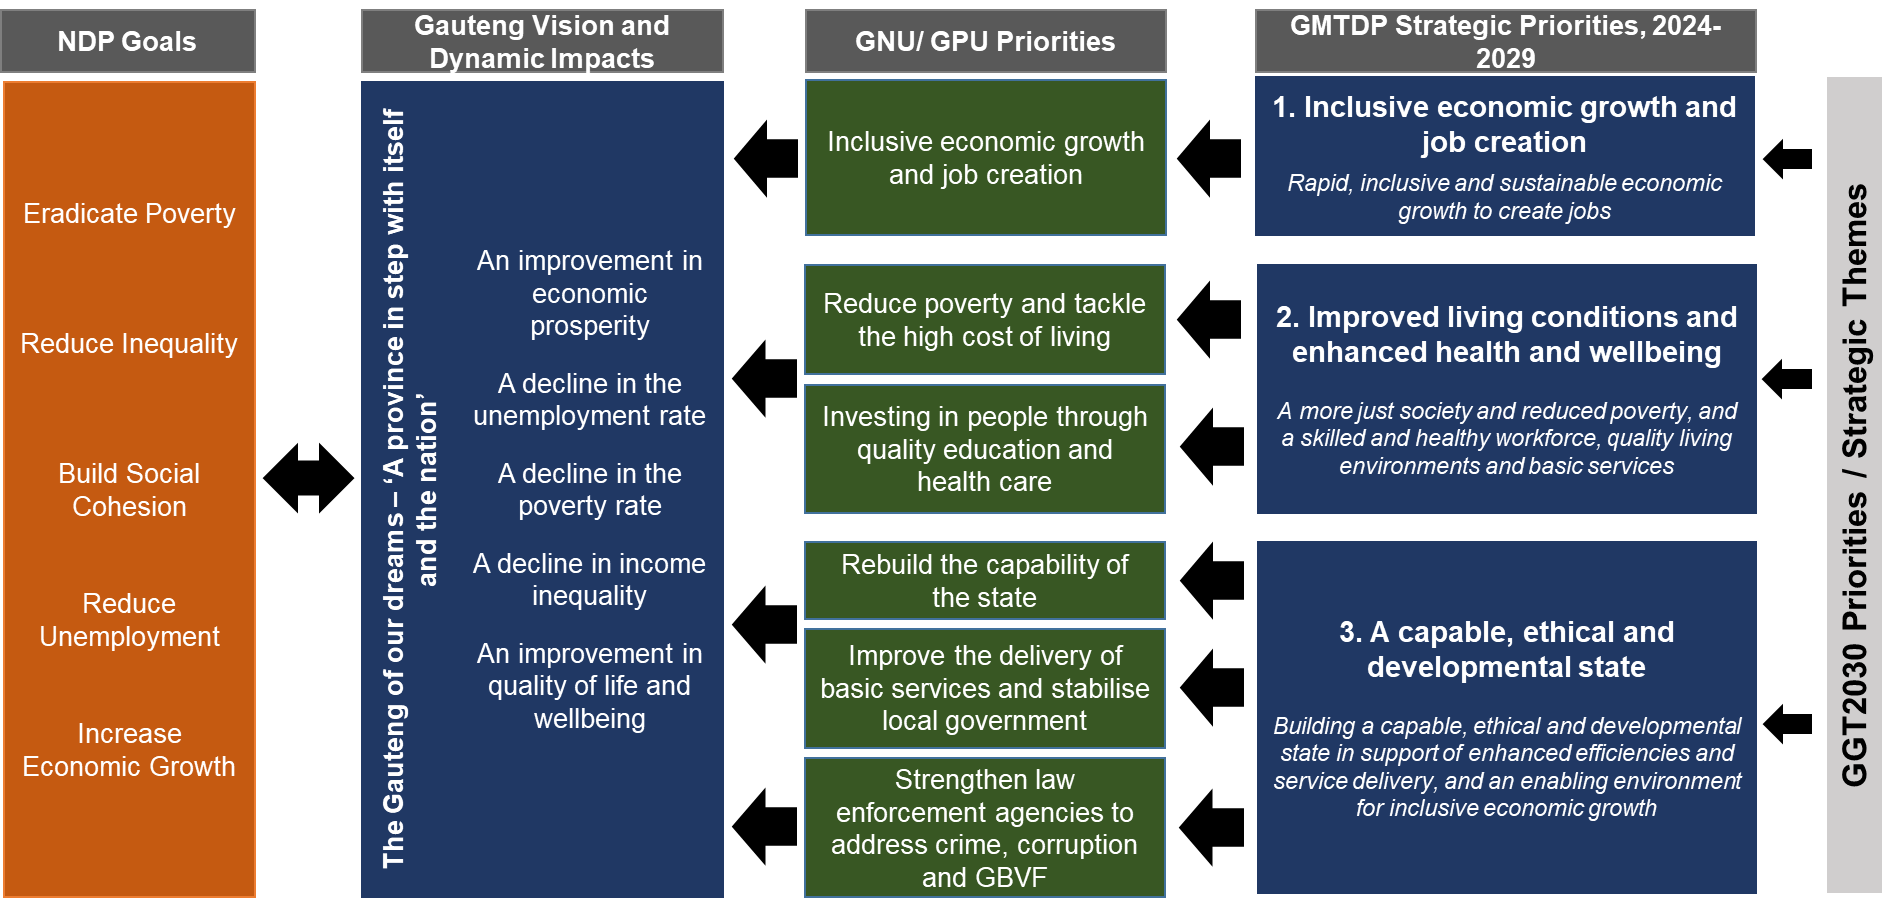 NDP Goals
Eradicate Poverty
Reduce Inequality
Build Social
Cohesion
Reduce
Unemployment
Increase
Economic Growth
Gauteng Vision and
Dynamic Impacts
The Gauteng of our dreams – ‘A province in step with itself
and the nation’
An improvement in
economic
prosperity
A decline in the
unemployment rate
A decline in the
poverty rate
A decline in income
inequality
An improvement in
quality of life and
wellbeing
GNU/ GPU Priorities
Inclusive economic growth
and job creation
Reduce poverty and tackle
the high cost of living
Investing in people through
quality education and
health care
Rebuild the capability of
the state
Improve the delivery of
basic services and stabilise
local government
Strengthen law
enforcement agencies to
address crime, corruption
and GBVF
GMTDP Strategic Priorities, 2024-
2029
1. Inclusive economic growth and
job creation
Rapid, inclusive and sustainable economic
growth to create jobs
2. Improved living conditions and
enhanced health and wellbeing
A more just society and reduced poverty, and
a skilled and healthy workforce, quality living
environments and basic services
3. A capable, ethical and
developmental state
Building a capable, ethical and developmental
state in support of enhanced efficiencies and
service delivery, and an enabling environment
for inclusive economic growth
GGT2030 Priorities / Strategic Themes